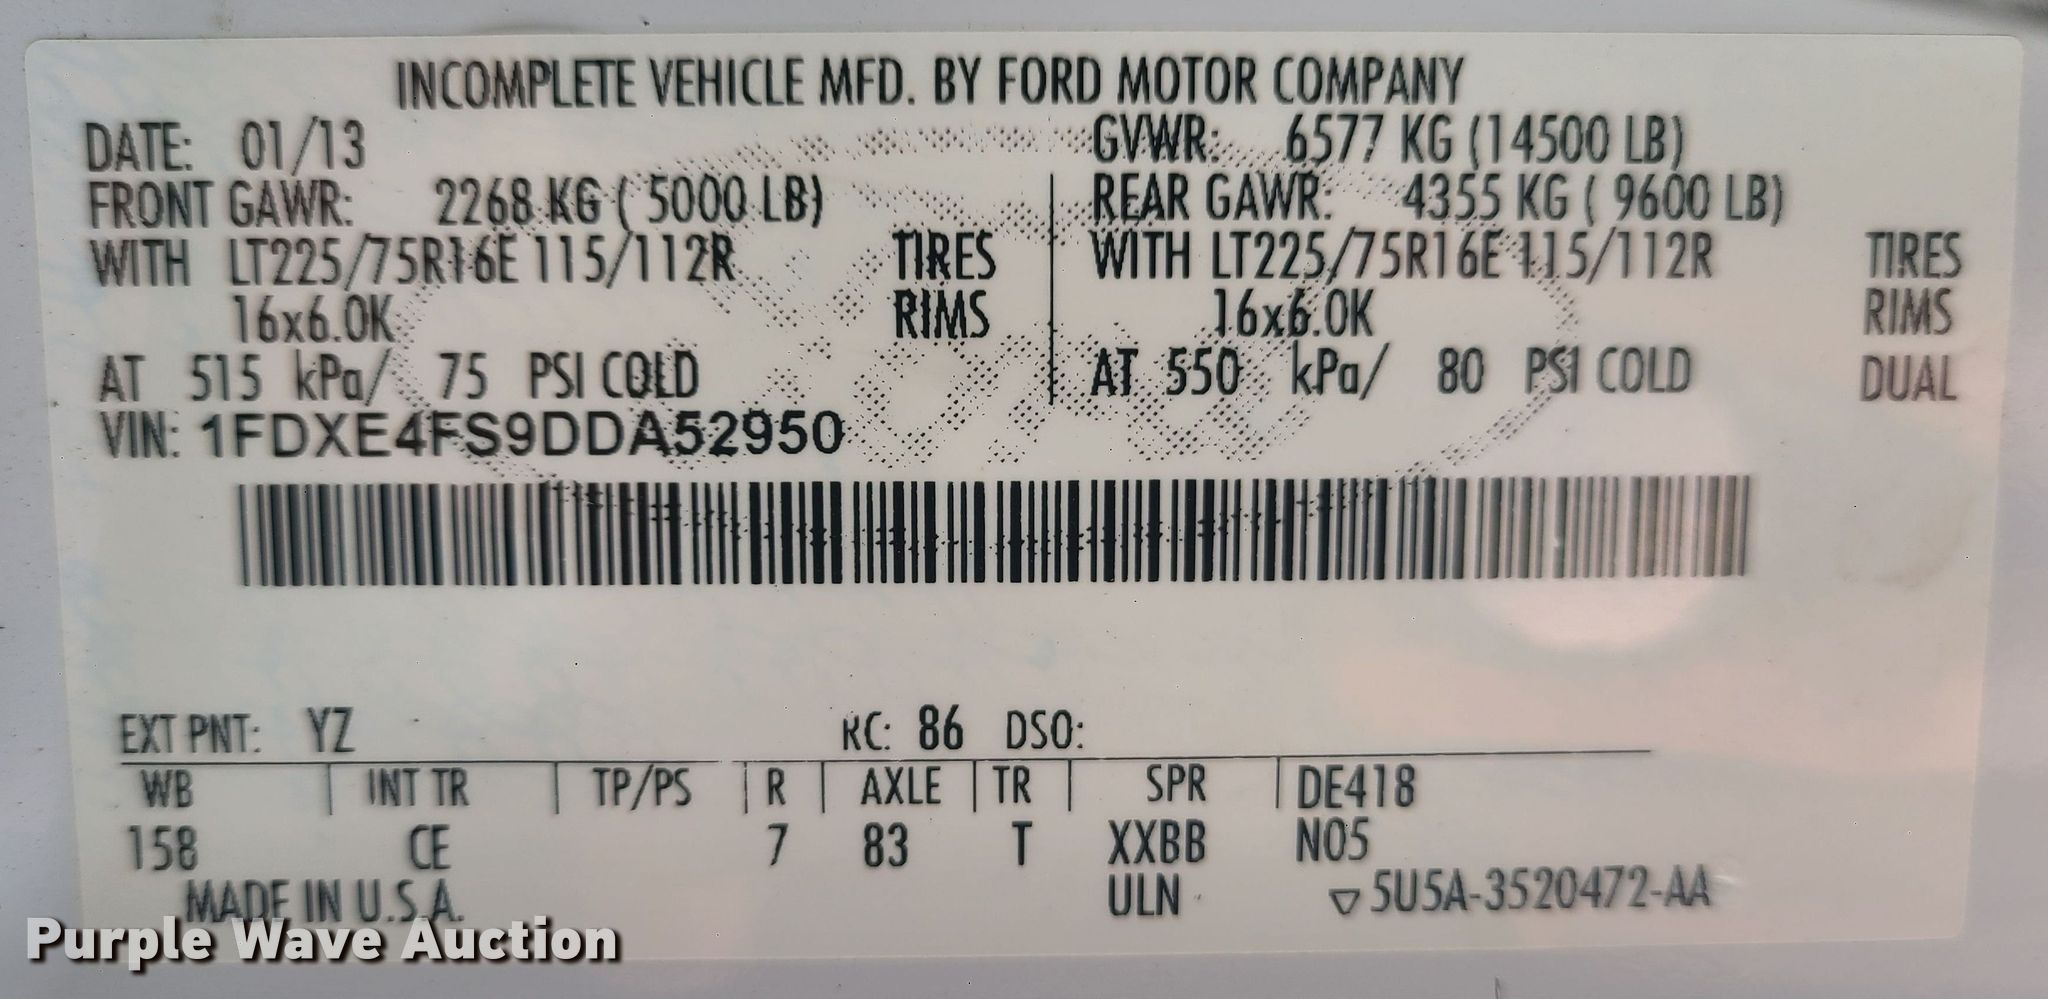 INCOMPLETE VEHICLE MFD. BY FORD MOTOR COMPANY
DATE: 01/13 GVWR: 6577 KG (14500 LB)
FRONT GAWR: 2268 KG ( 5000 LB) REAR GAWR: 4355 KG ( 9600 LB)
WITH LT225/75R16E 115/112R TIRES WITH LT225/75R16E 115/112R TIRES
16x6.0K RIMS 16x6.0K RIMS
AT 515 kPa/ 75 PSI COLD AT 550 kPa/ 80 PSI COLD DUAL
VIN: 1FDXE4FS9DDA52950
EXT PNT: YZ RC: 86 DSO:
WB INT TR TP/PS R AXLE TR SPR DE418
158 CE 7 83 T XXBB N05
MADE IN U.S.A. ULN ▽5U5A-3520472-AA
Purple Wave Auction